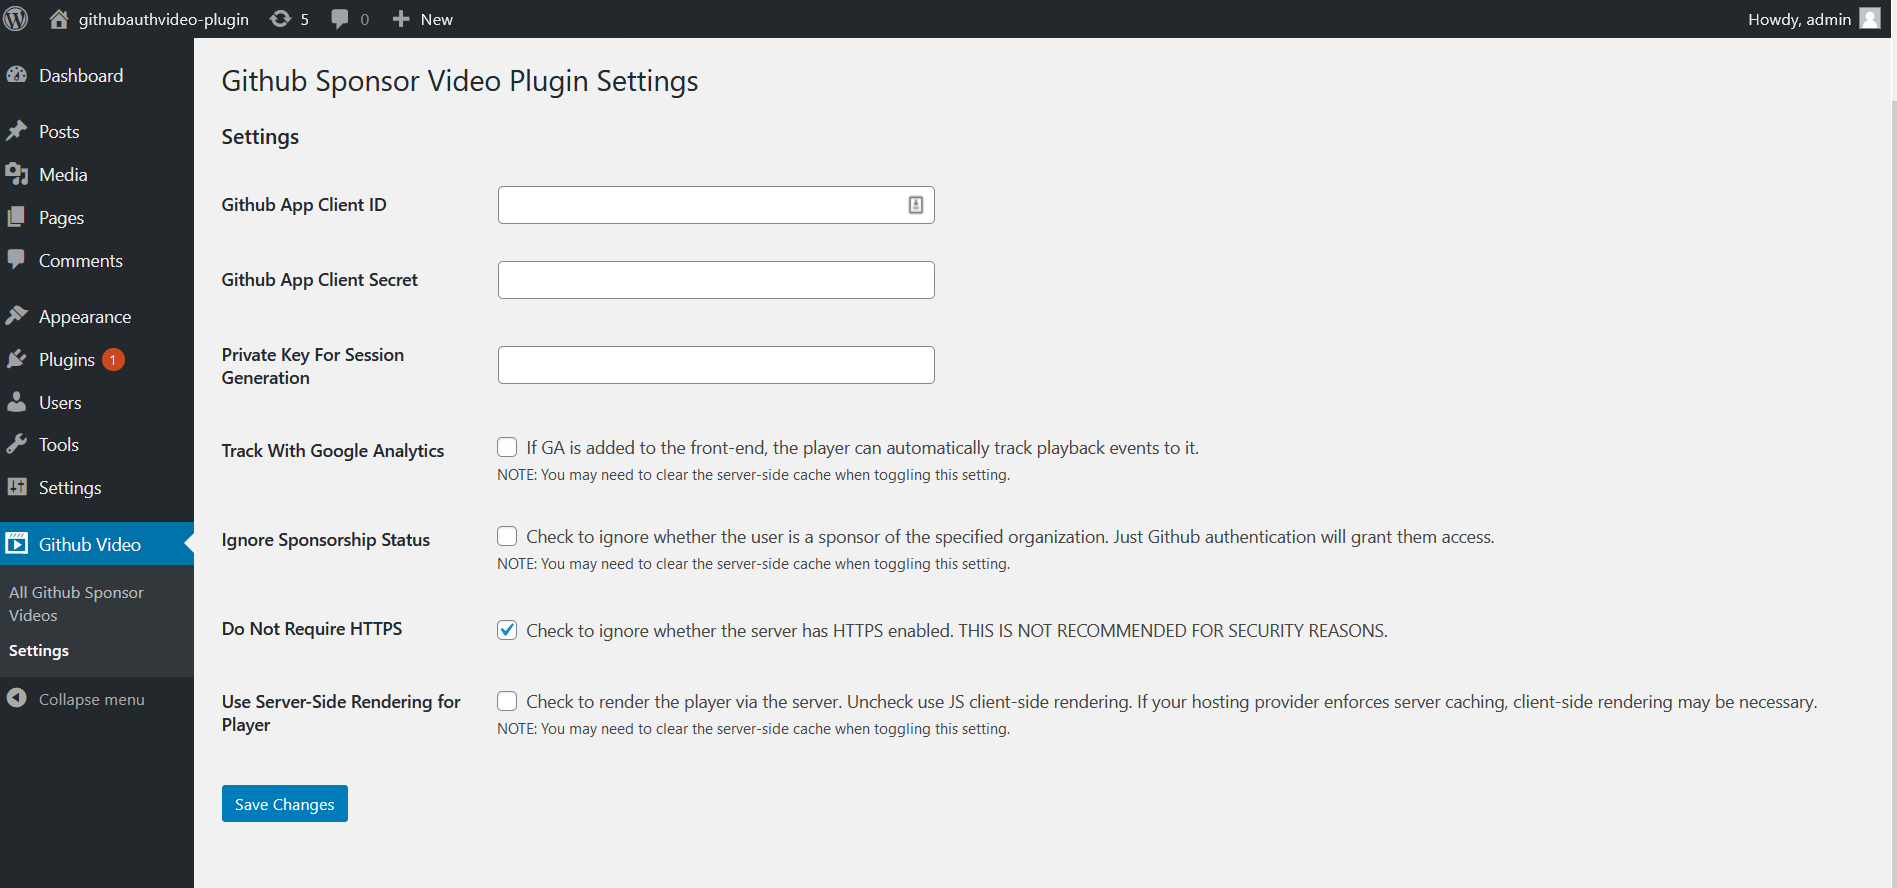 githubauthvideo-plugin 5 0 New Howdy, admin
Dashboard
Posts
Media
Pages
Comments
Appearance
Plugins 1
Users
Tools
Settings
Github Video
All Github Sponsor
Videos
Settings
Collapse menu
Github Sponsor Video Plugin Settings
Settings
Github App Client ID
Github App Client Secret
Private Key For Session
Generation
Track With Google Analytics
If GA is added to the front-end, the player can automatically track playback events to it.
NOTE: You may need to clear the server-side cache when toggling this setting.
Ignore Sponsorship Status
Check to ignore whether the user is a sponsor of the specified organization. Just Github authentication will grant them access.
NOTE: You may need to clear the server-side cache when toggling this setting.
Do Not Require HTTPS
Check to ignore whether the server has HTTPS enabled. THIS IS NOT RECOMMENDED FOR SECURITY REASONS.
Use Server-Side Rendering for
Player
Check to render the player via the server. Uncheck use JS client-side rendering. If your hosting provider enforces server caching, client-side rendering may be necessary.
NOTE: You may need to clear the server-side cache when toggling this setting.
Save Changes